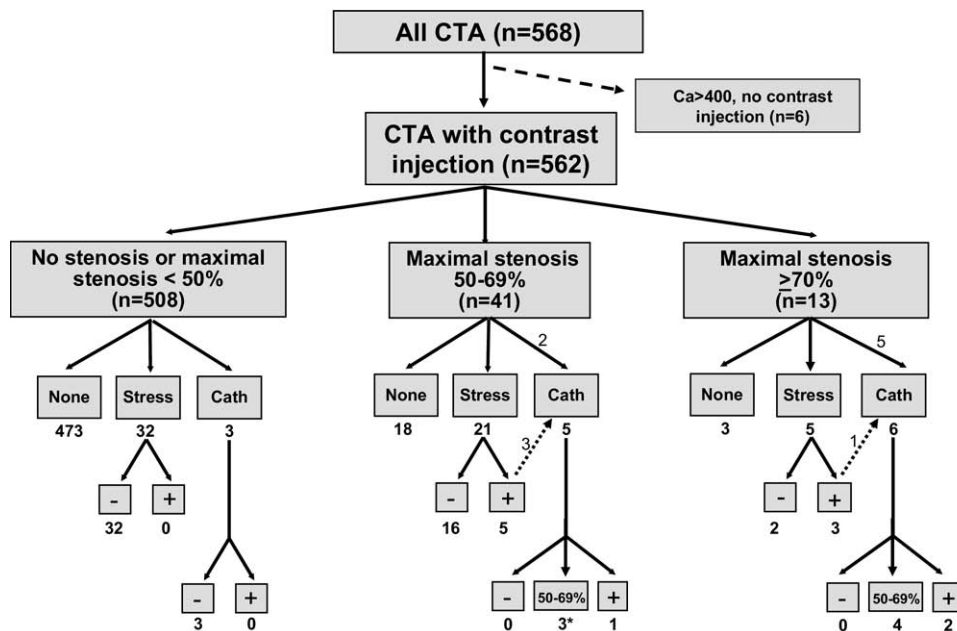 All CTA (n=568)
Ca>400, no contrast
injection (n=6)
CTA with contrast
injection (n=562)
No stenosis or maximal
stenosis < 50%
(n=508)
Maximal stenosis
50-69%
(n=41)
Maximal stenosis
≥70%
(n=13)
2
5
None
Stress
Cath
None
Stress
Cath
None
Stress
Cath
473
32
3
18
21
5
3
5
6
3
1
-
+
-
+
-
+
32
0
16
5
2
3
-
+
-
50-69%
+
-
50-69%
+
3
0
0
3*
1
0
4
2